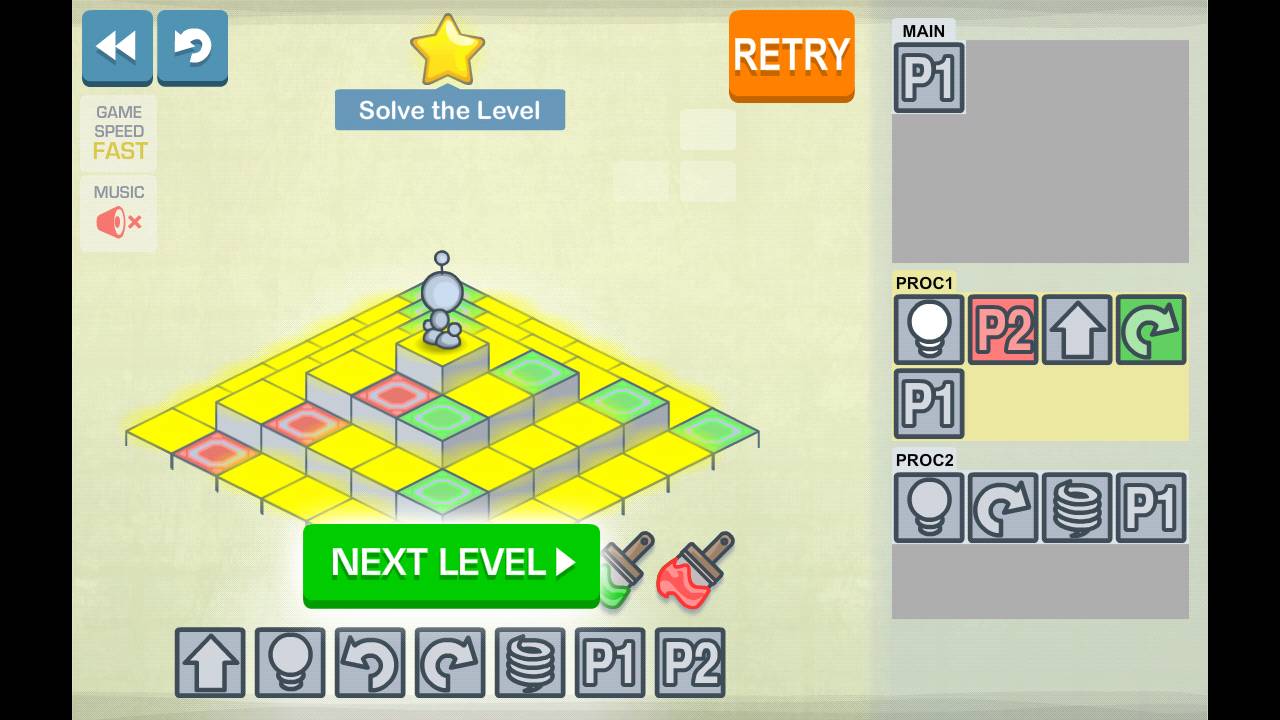 RETRY
MAIN
P1
Solve the Level
GAME
SPEED
FAST
MUSIC
PROC1
P2
P1
PROC2
P1
NEXT LEVEL
P1 P2